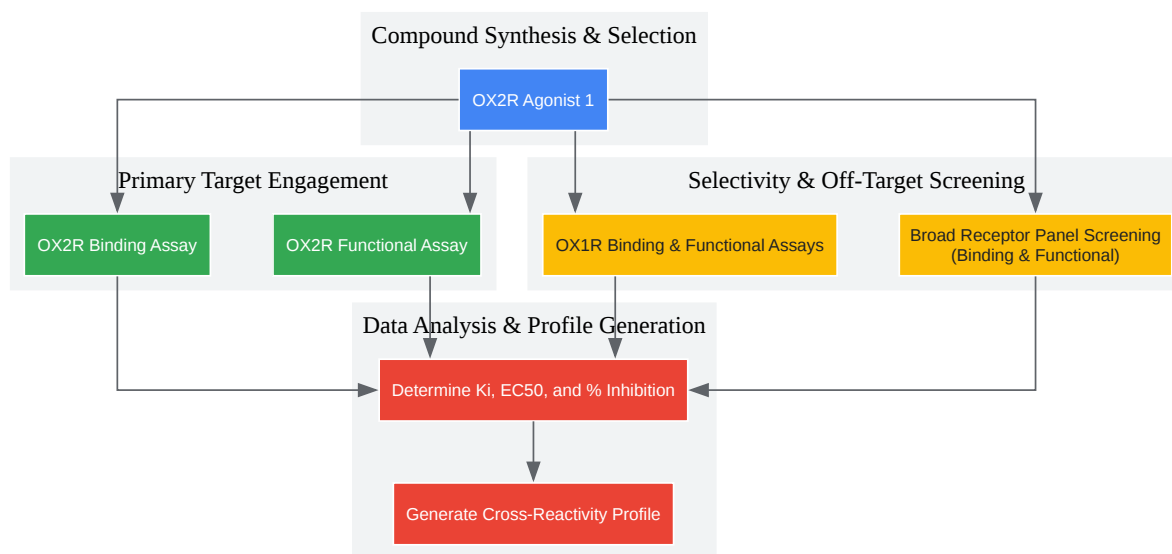 Compound Synthesis & Selection
OX2R Agonist 1
Primary Target Engagement
Selectivity & Off-Target Screening
OX2R Binding Assay
OX2R Functional Assay
OX1R Binding & Functional Assays
Broad Receptor Panel Screening
(Binding & Functional)
Data Analysis & Profile Generation
Determine Ki, EC50, and % Inhibition
Generate Cross-Reactivity Profile